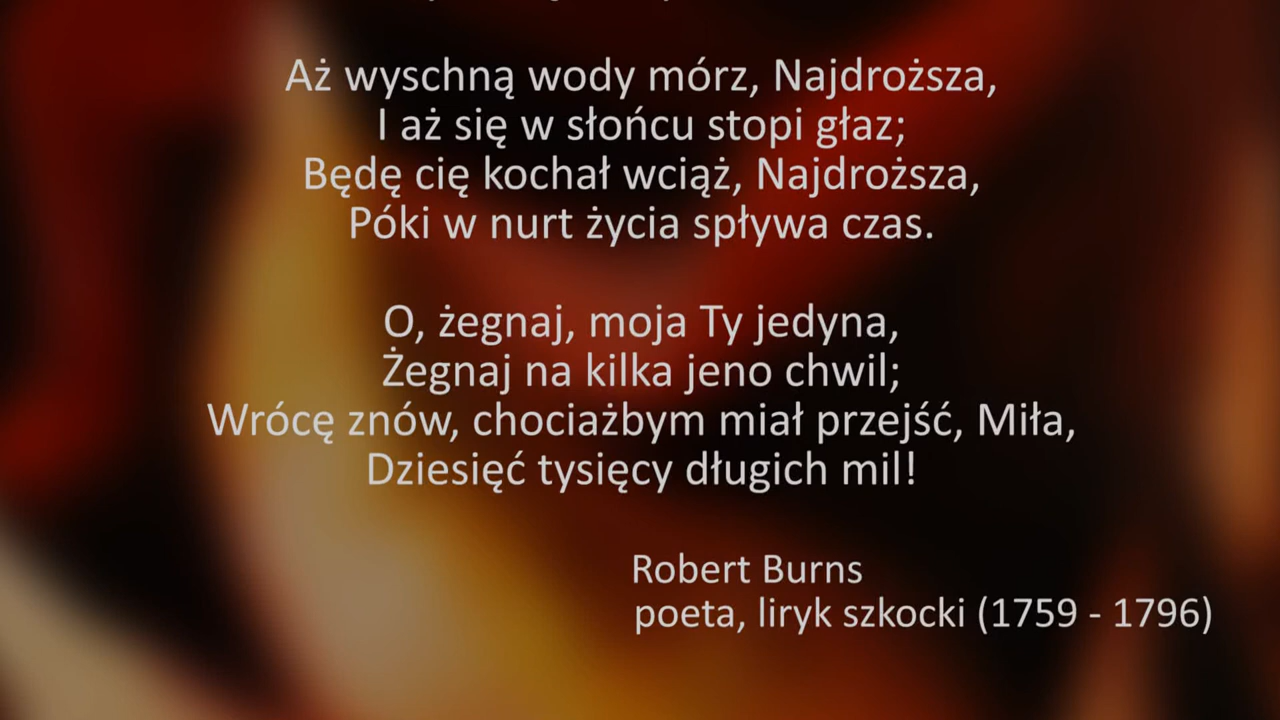 Aż wyschną wody mórz, Najdroższa,
I aż się w słońcu stopi głaz;
Będę cię kochał wciąż, Najdroższa,
Póki w nurt życia spływa czas.
O, żegnaj, moja Ty jedyna,
Żegnaj na kilka jeno chwil;
Wrócę znów, chociażbym miał przejść, Miła,
Dziesięć tysięcy długich mil!
Robert Burns
poeta, liryk szkocki (1759 - 1796)